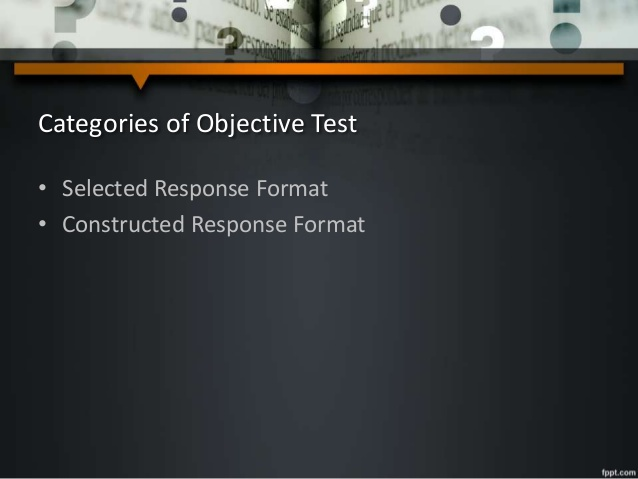 Categories of Objective Test
• Selected Response Format
• Constructed Response Format
fppt.com